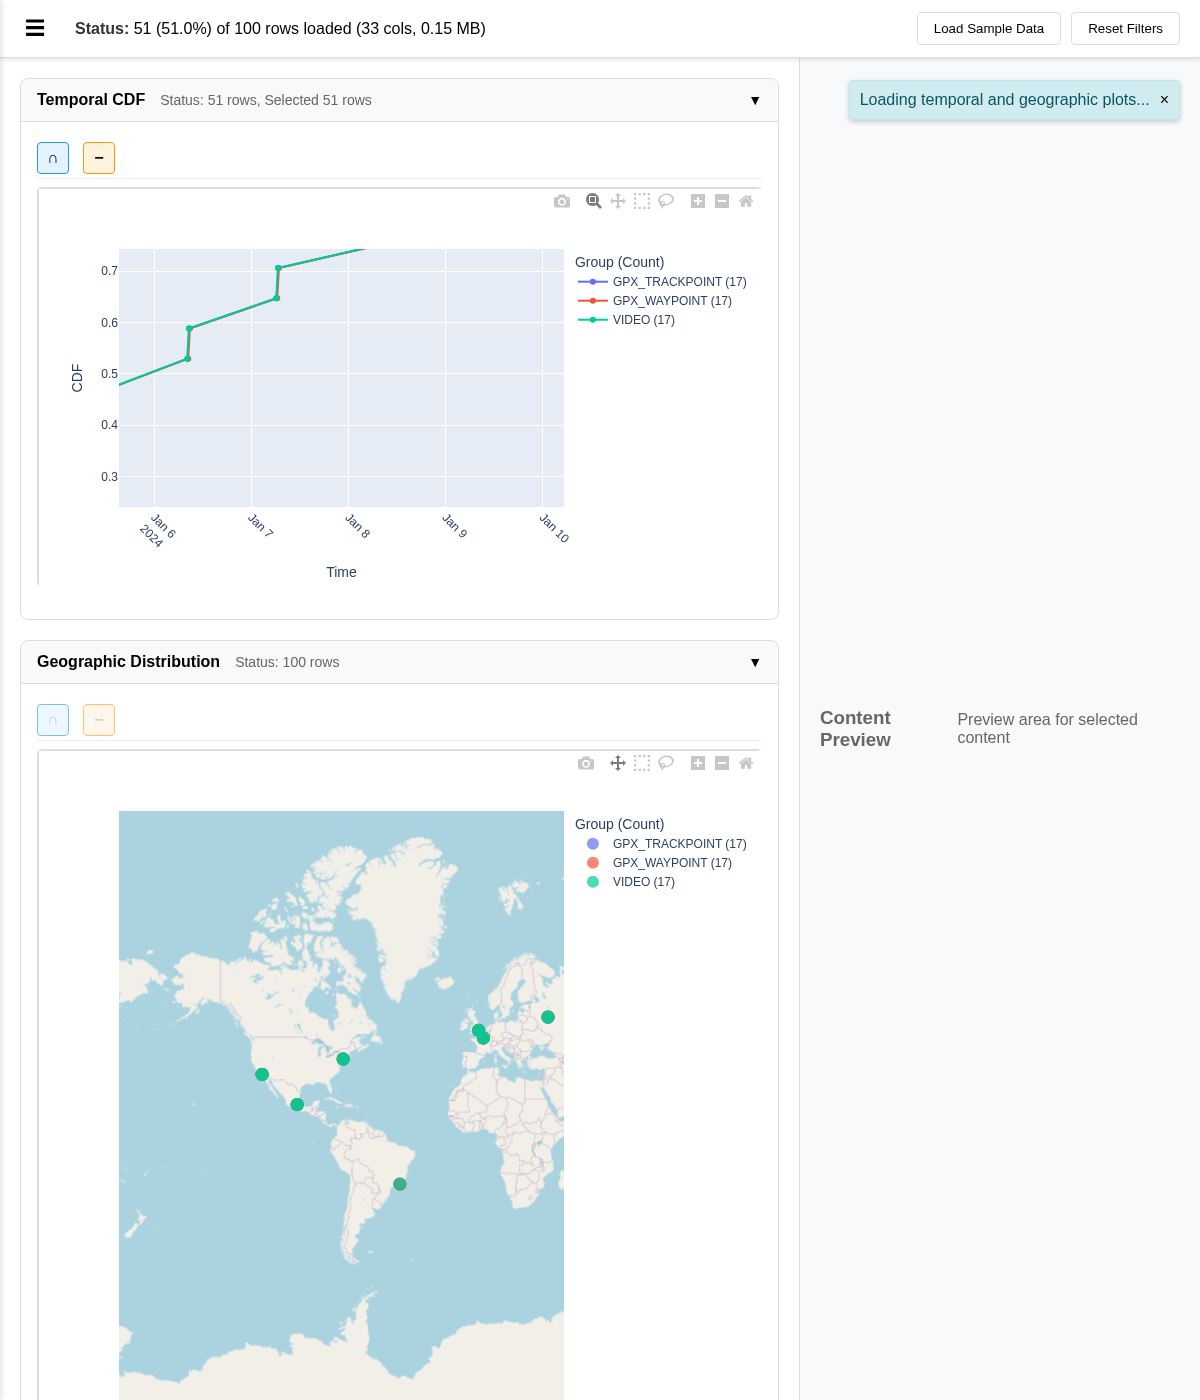 Status: 51 (51.0%) of 100 rows loaded (33 cols, 0.15 MB)
Load Sample Data
Reset Filters
Temporal CDF
Status: 51 rows, Selected 51 rows
▼
Loading temporal and geographic plots... ×
∩
−
Group (Count)
GPX_TRACKPOINT (17)
GPX_WAYPOINT (17)
VIDEO (17)
CDF
0.7
0.6
0.5
0.4
0.3
Jan 6
2024
Jan 7
Jan 8
Jan 9
Jan 10
Time
Geographic Distribution
Status: 100 rows
▼
∩
−
Content
Preview
Preview area for selected
content
Group (Count)
GPX_TRACKPOINT (17)
GPX_WAYPOINT (17)
VIDEO (17)